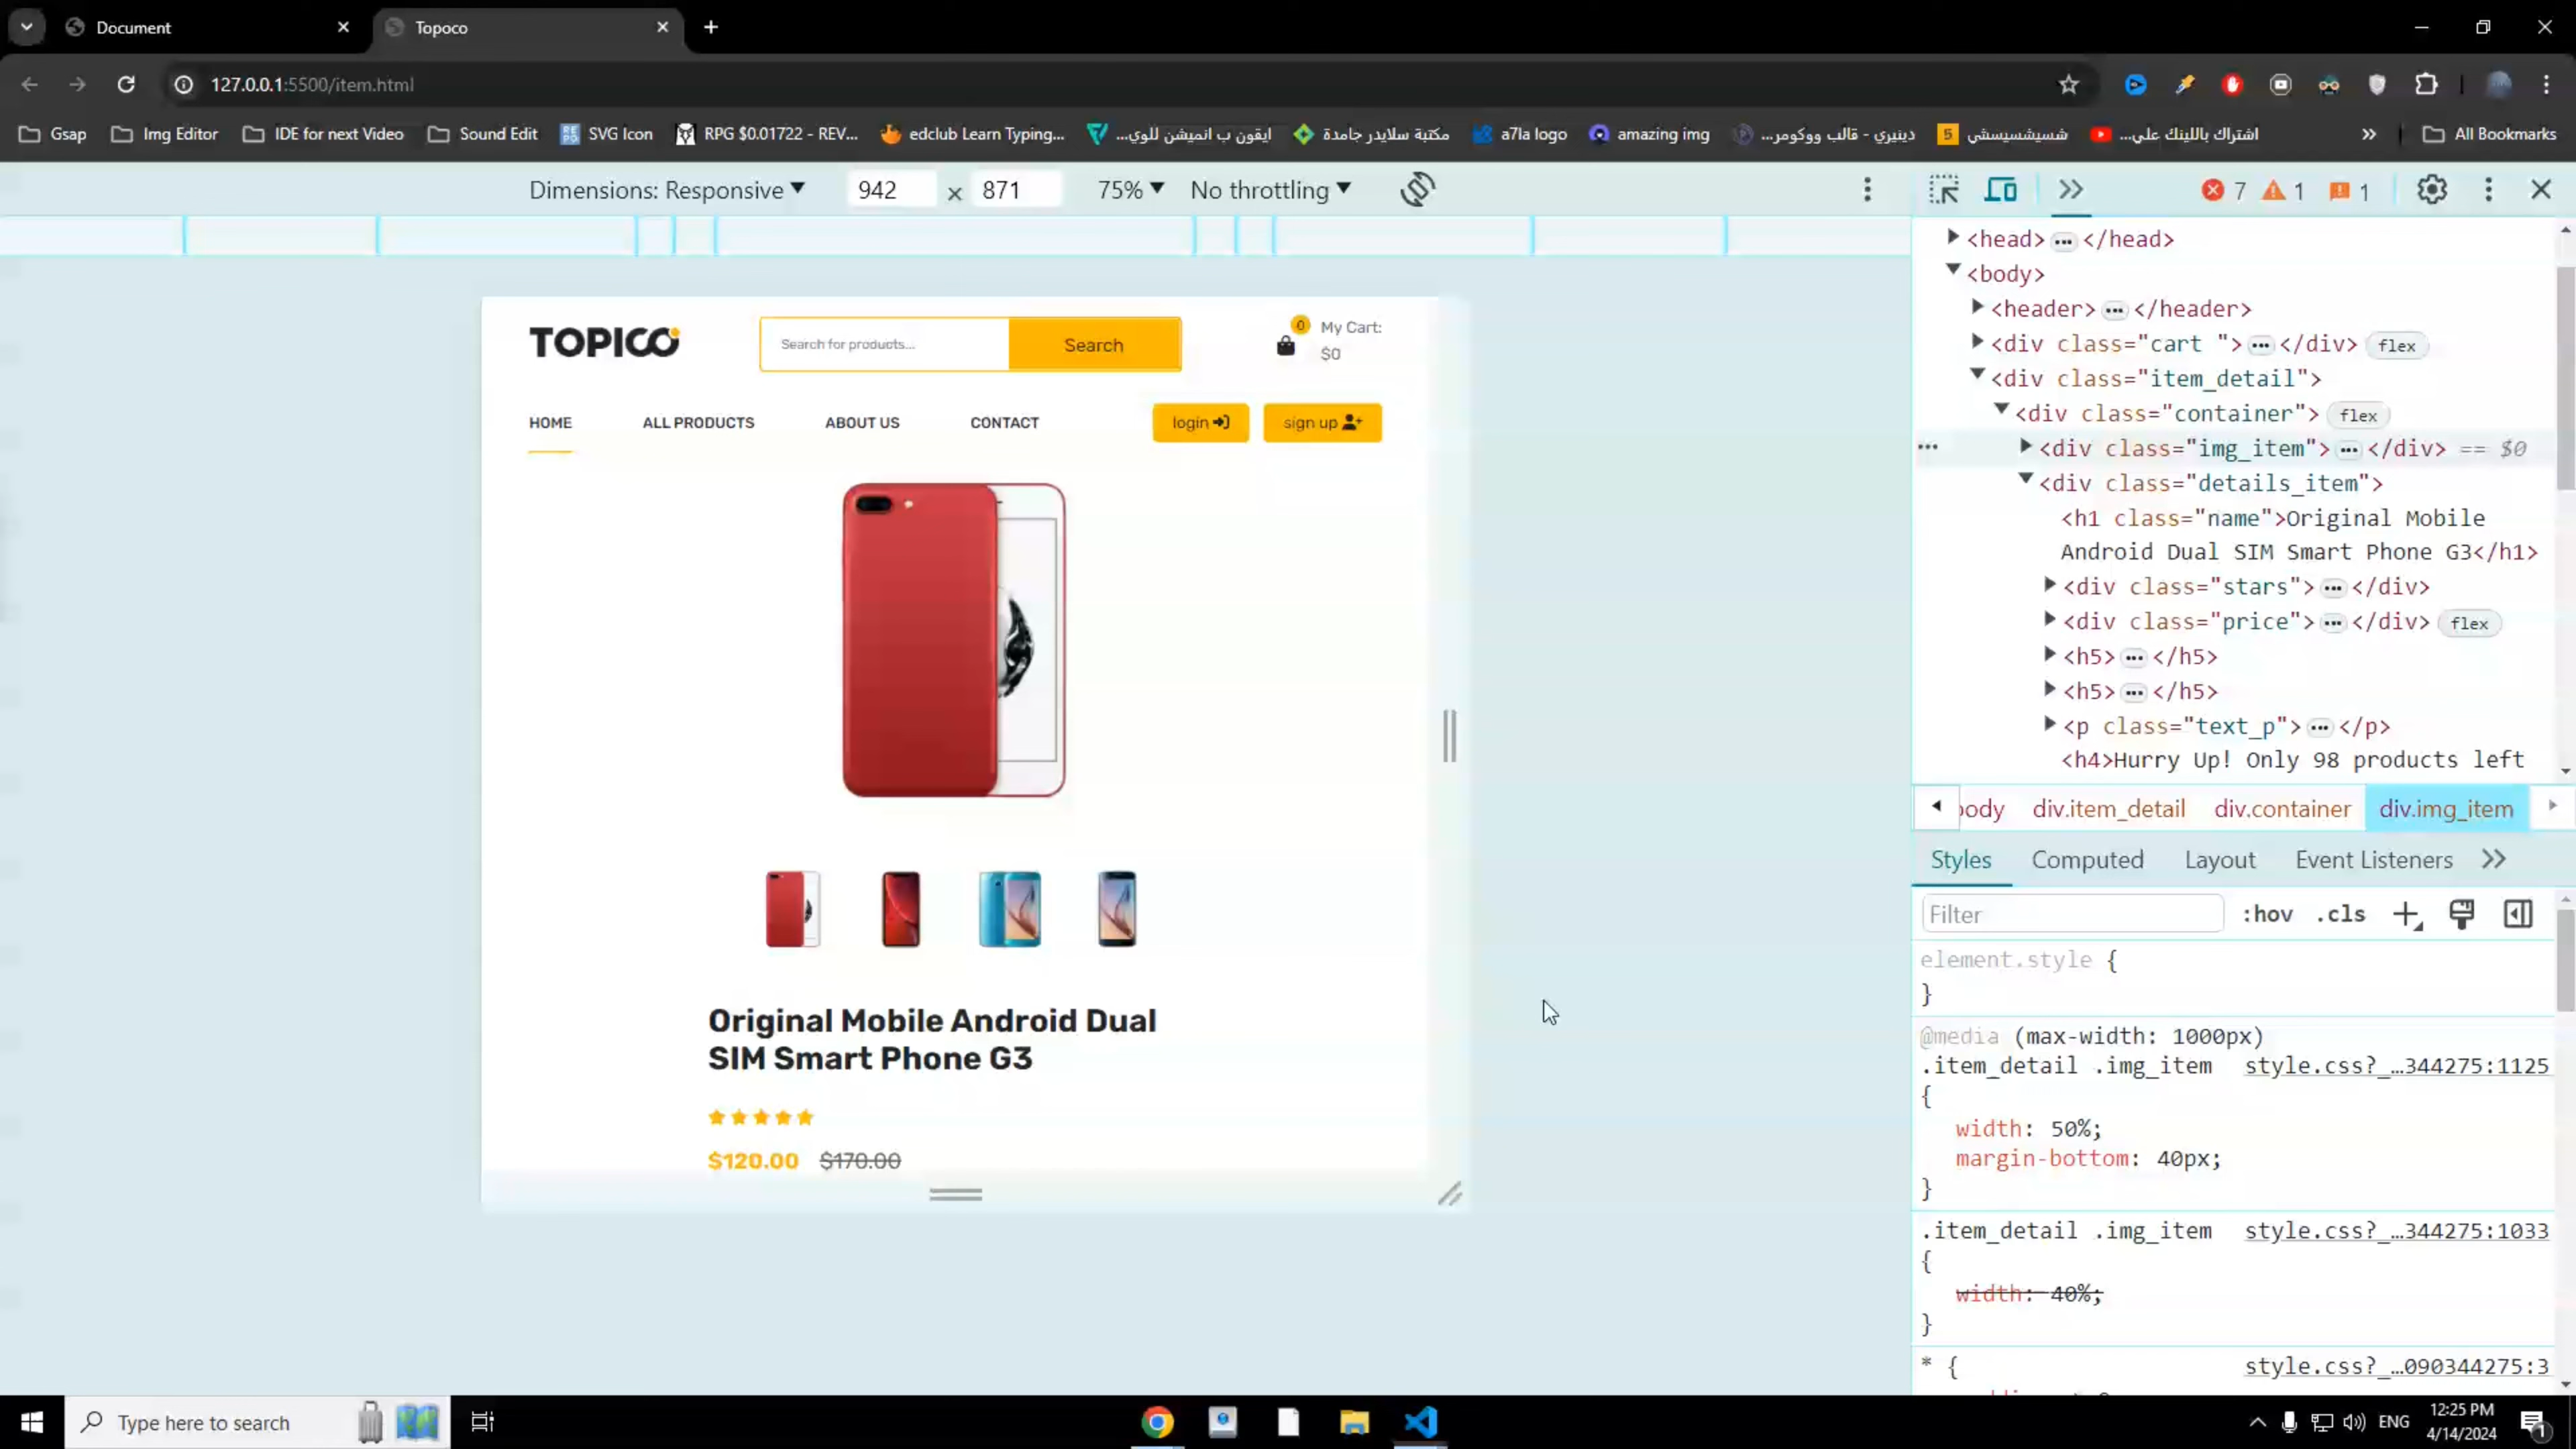 Document
Topoco
127.0.0.1:5500/item.html
Gsap
Img Editor
IDE for next Video
Sound Edit
SVG Icon
RPG $0.01722 - REV...
edclub Learn Typing...
ايقون ب انميشن للوي...
مكتبة سلايدر جامدة
a7la logo
amazing img
دينيري - قالب ووكومر...
شسيشسيسشي
اشتراك باللينك علي...
All Bookmarks
Dimensions: Responsive
942 x 871
75%
No throttling
7
1
1
TOPICO
Search for products...
Search
0
My Cart:
$0
HOME
ALL PRODUCTS
ABOUT US
CONTACT
login
sign up
Original Mobile Android Dual
SIM Smart Phone G3
$120.00 $170.00
<head> ... </head>
<body>
<header> ... </header>
<div class="cart "> ... </div> flex
<div class="item_detail">
<div class="container"> flex
... <div class="img_item"> ... </div> == $0
<div class="details_item">
<h1 class="name">Original Mobile
Android Dual SIM Smart Phone G3</h1>
<div class="stars"> ... </div>
<div class="price"> ... </div> flex
<h5> ... </h5>
<h5> ... </h5>
<p class="text_p"> ... </p>
<h4>Hurry Up! Only 98 products left
body div.item_detail div.container div.img_item
Styles Computed Layout Event Listeners
Filter
:hov .cls
element.style {
}
@media (max-width: 1000px)
.item_detail .img_item style.css?_…344275:1125
{
width: 50%;
margin-bottom: 40px;
}
.item_detail .img_item style.css?_…344275:1033
{
width: 40%;
}
* { style.css?_…090344275:3
Type here to search
ENG
12:25 PM
4/14/2024
1